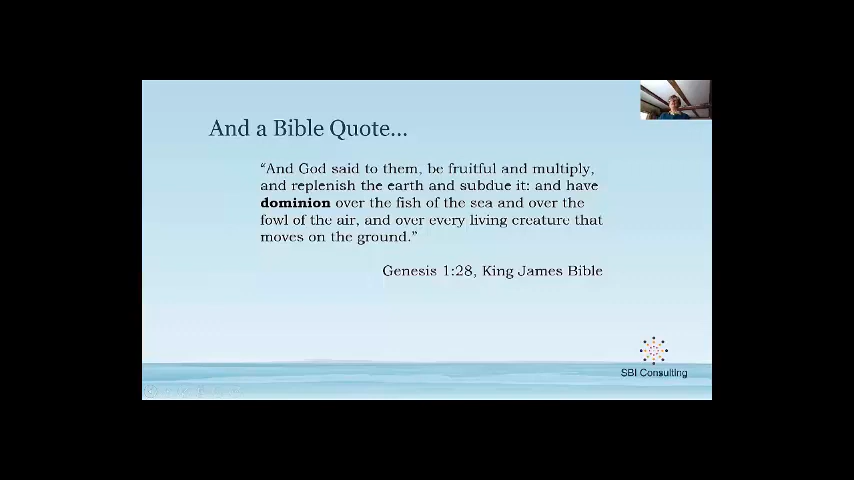 And a Bible Quote...
“And God said to them, be fruitful and multiply,
and replenish the earth and subdue it: and have
dominion over the fish of the sea and over the
fowl of the air, and over every living creature that
moves on the ground.”
Genesis 1:28, King James Bible
SBI Consulting